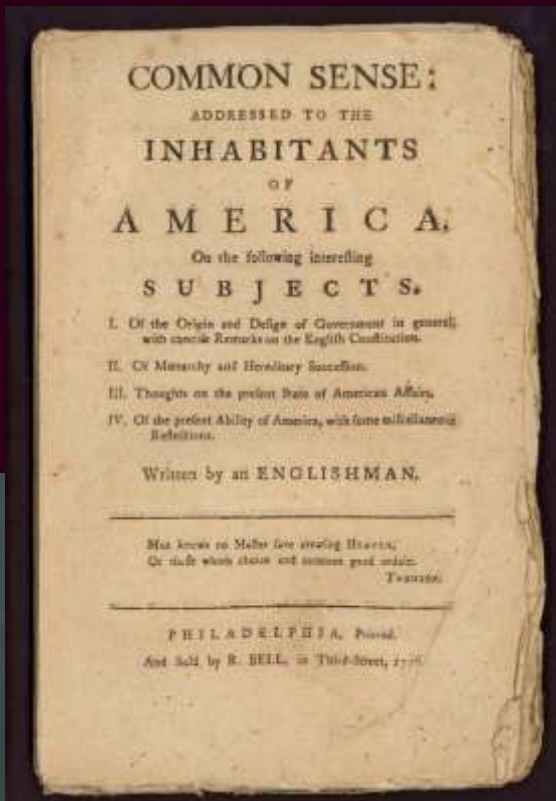 COMMON SENSE:
ADDRESSED TO THE
INHABITANTS
OF
AMERICA,
On the following intereſting
SUBJECTS.
I. Of the Origin and Deſign of Government in general;
with conciſe Remarks on the Engliſh Conſtitution.
II. Of Monarchy and Hereditary Succeſſion.
III. Thoughts on the preſent State of American Affairs.
IV. Of the preſent Ability of America, with ſome miſcellaneous
Reflections.
Written by an ENGLISHMAN.
Man knows no Maſter ſave creating HEAVEN,
Or thoſe whom choice and common good ordain.
THOMSON.
PHILADELPHIA, Printed.
And Sold by R. BELL, in Third-Street, 1776.